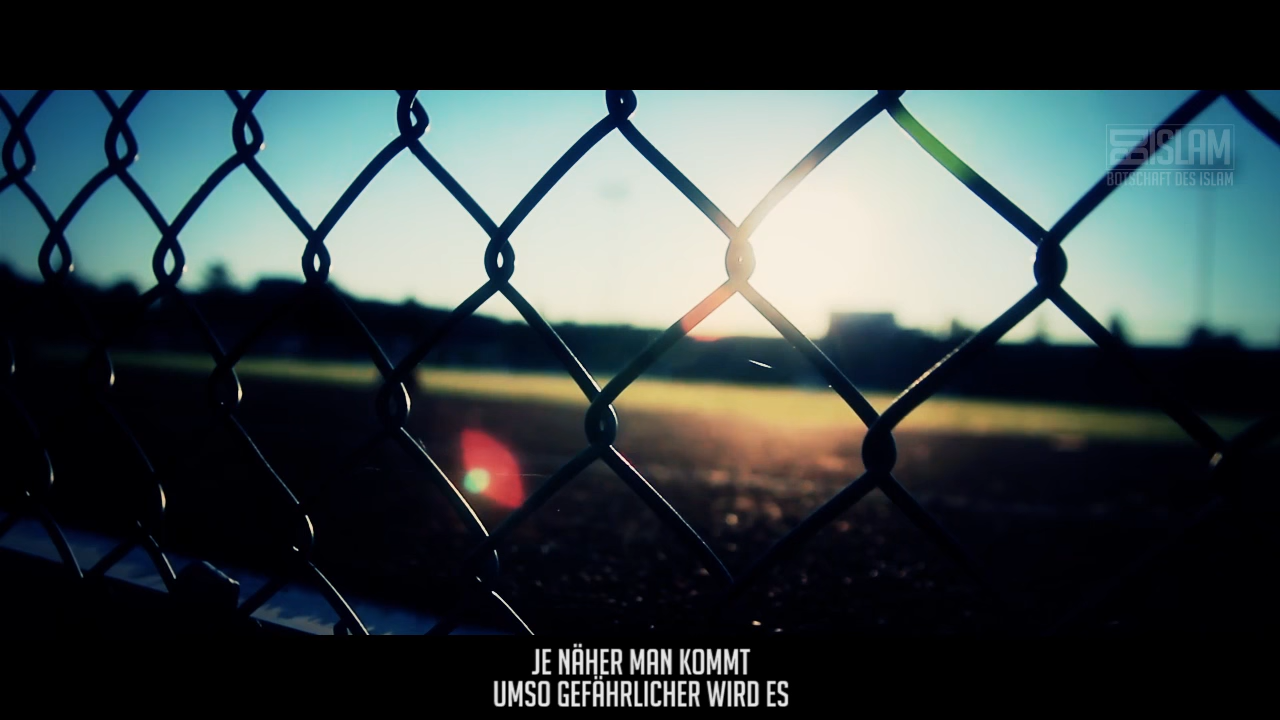 ISLAM
BOTSCHAFT DES ISLAM
JE NÄHER MAN KOMMT
UMSO GEFÄHRLICHER WIRD ES